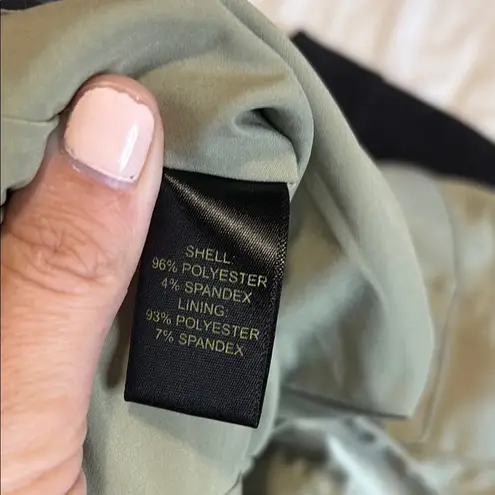 SHELL:
96% POLYESTER
4% SPANDEX
LINING:
93% POLYESTER
7% SPANDEX